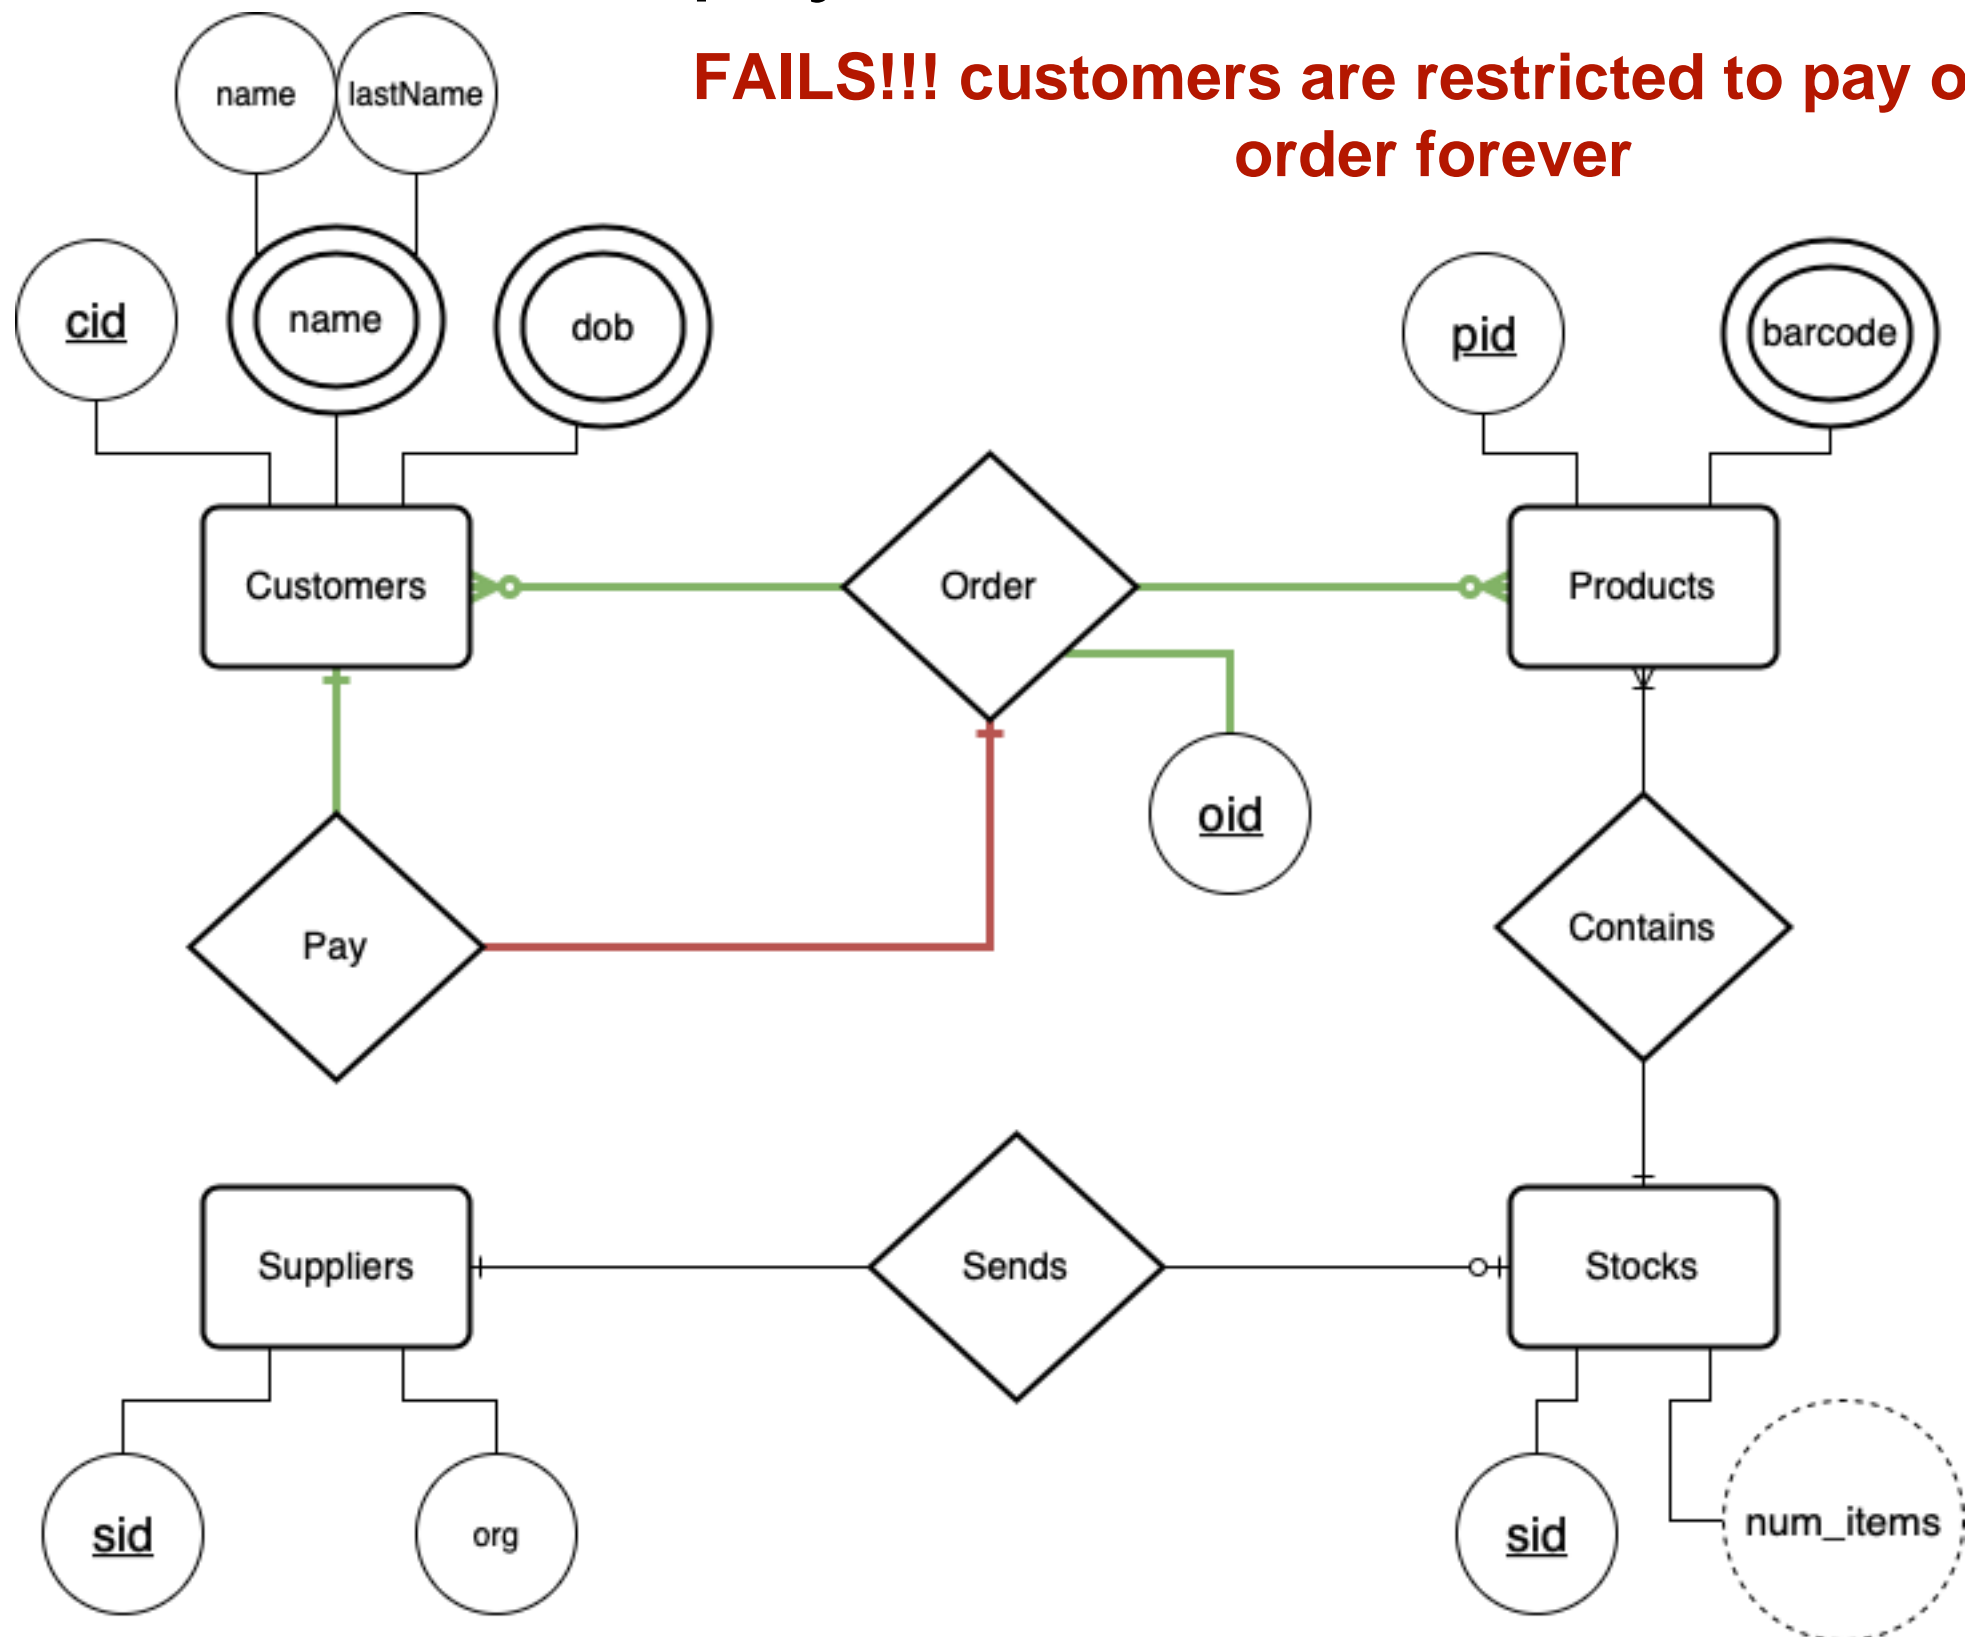 FAILS!!! customers are restricted to pay
order forever
name
lastName
cid
name
dob
pid
barcode
Customers
Order
Products
oid
Pay
Contains
Suppliers
Sends
Stocks
sid
org
sid
num_items